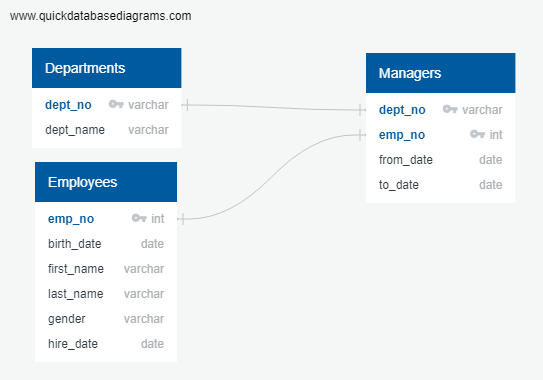 www.quickdatabasediagrams.com
Departments
dept_no varchar
dept_name varchar
Employees
emp_no int
birth_date date
first_name varchar
last_name varchar
gender varchar
hire_date date
Managers
dept_no varchar
emp_no int
from_date date
to_date date